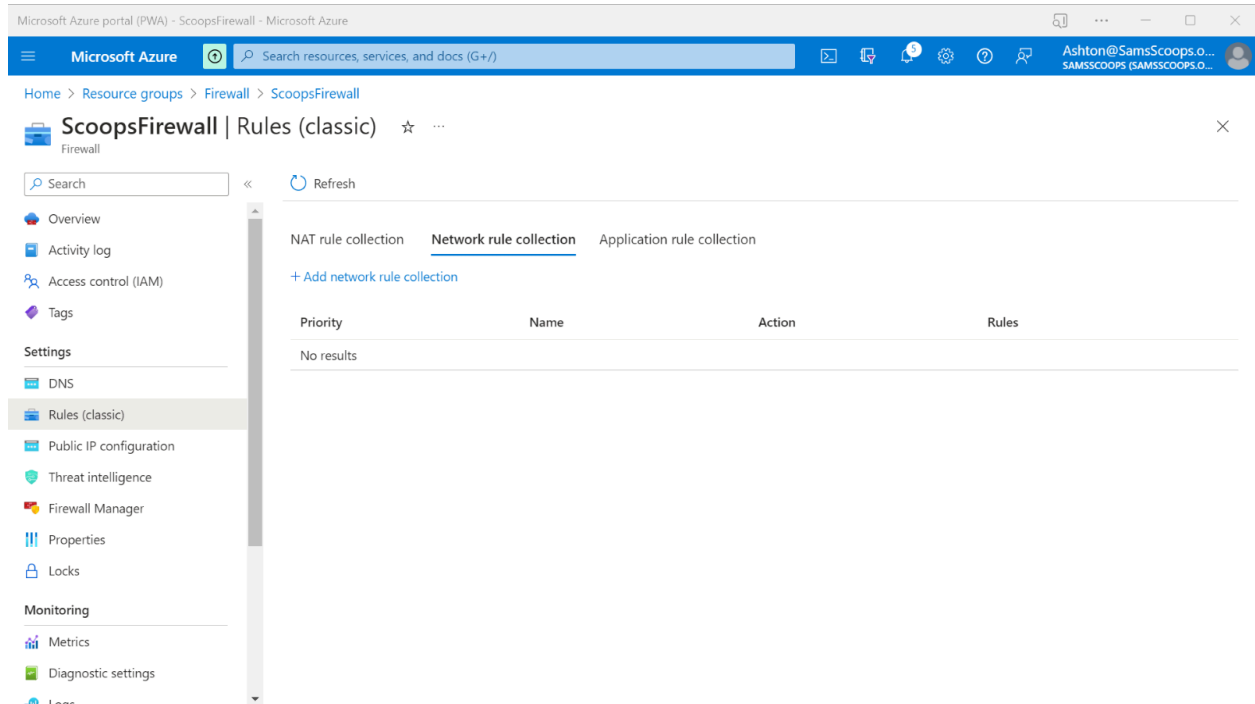 Microsoft Azure portal (PWA) - ScoopsFirewall - Microsoft Azure
Microsoft Azure
Search resources, services, and docs (G+/)
5
Ashton@SamsScoops.o...
SAMSSCOOPS (SAMSSCOOPS.O...
Home > Resource groups > Firewall > ScoopsFirewall
ScoopsFirewall | Rules (classic)
Firewall
Search
Refresh
Overview
Activity log
Access control (IAM)
Tags
Settings
DNS
Rules (classic)
Public IP configuration
Threat intelligence
Firewall Manager
Properties
Locks
Monitoring
Metrics
Diagnostic settings
Logs
NAT rule collection Network rule collection Application rule collection
+ Add network rule collection
Priority Name Action Rules
No results